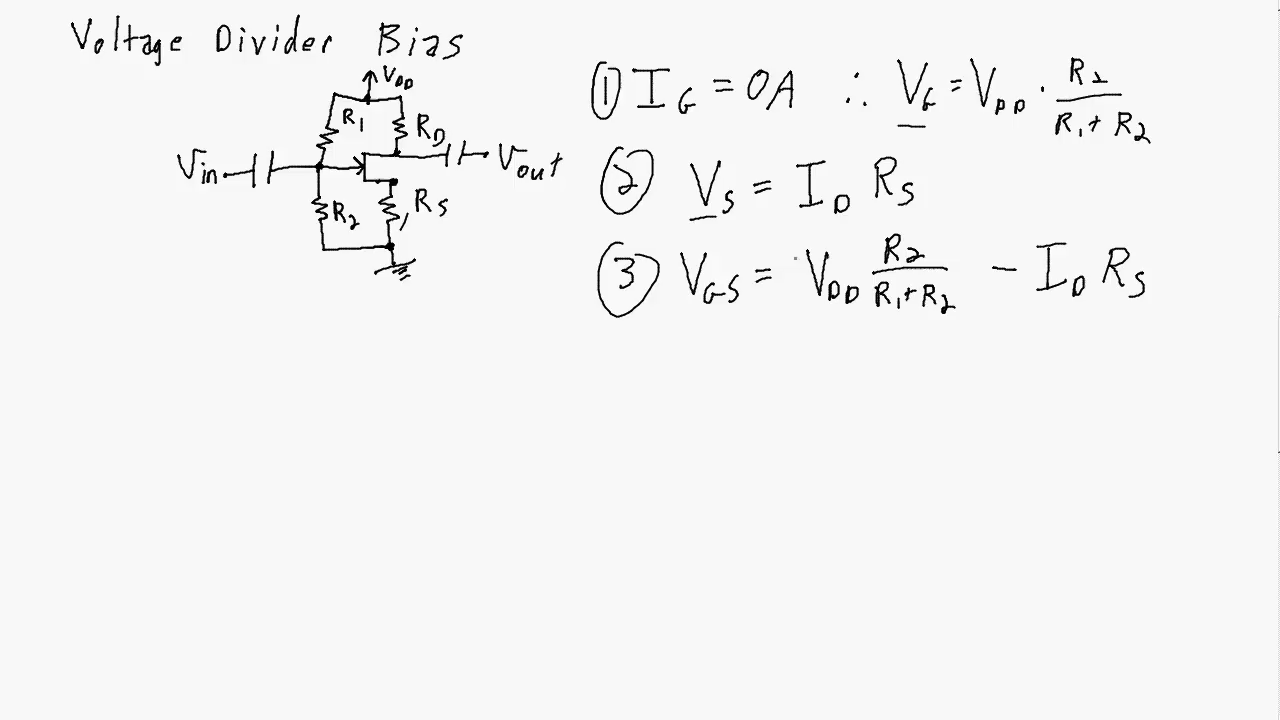 Voltage Divider Bias
VDD
R1
RD
Vin
Vout
R2
RS
① IG = 0A ∴ VG = VDD · R2 / R1 + R2
② VS = ID RS
③ VGS = VDD R2 / R1 + R2 - ID RS